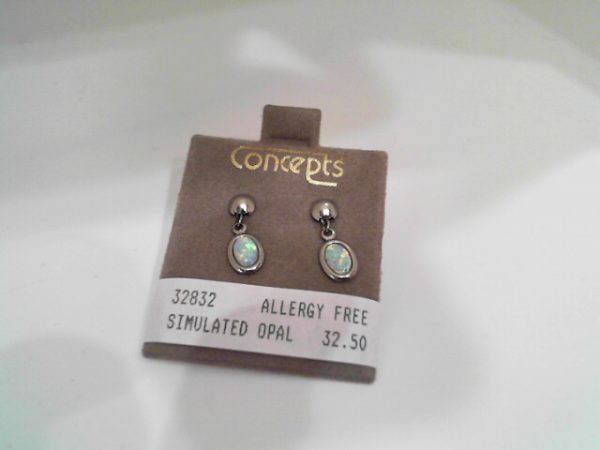 Concepts
32832 ALLERGY FREE
SIMULATED OPAL 32.50